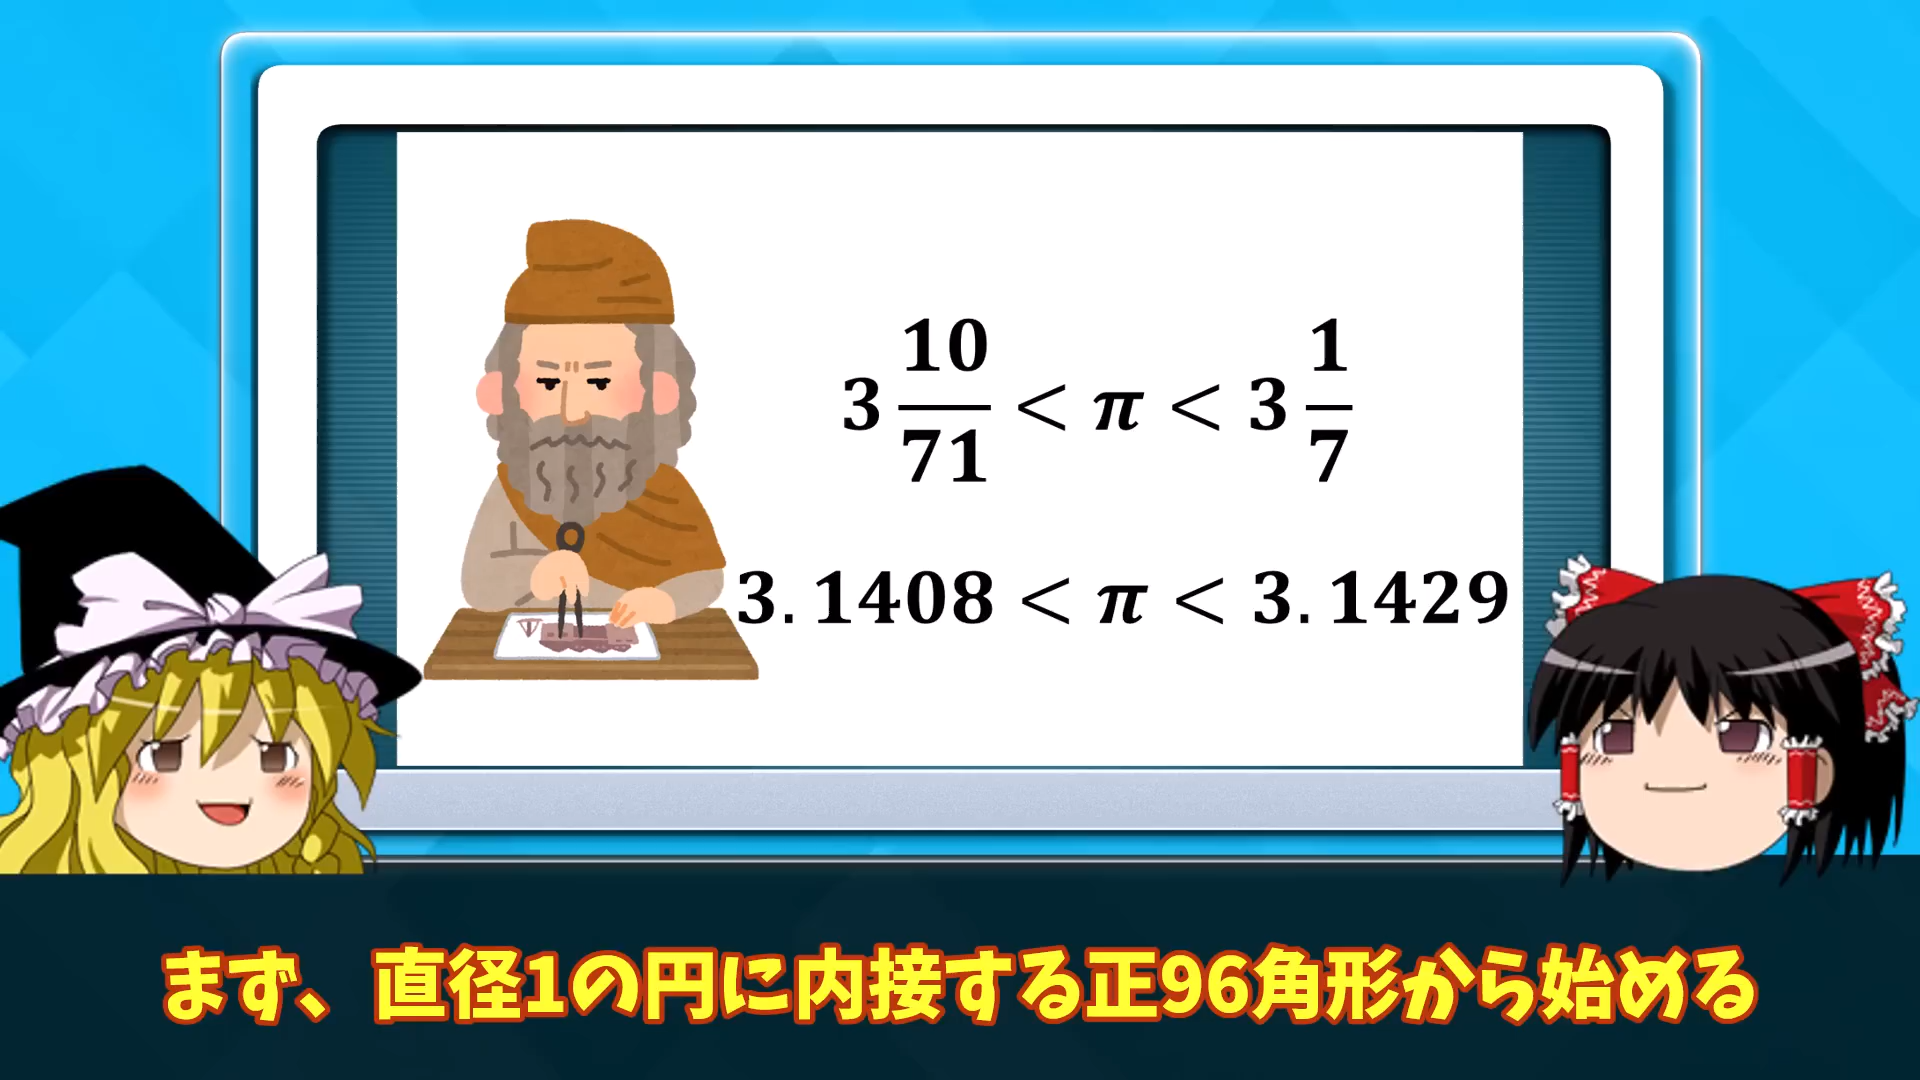 3 10/71 < π < 3 1/7
3.1408 < π < 3.1429
まず、直径1の円に内接する正96角形から始める